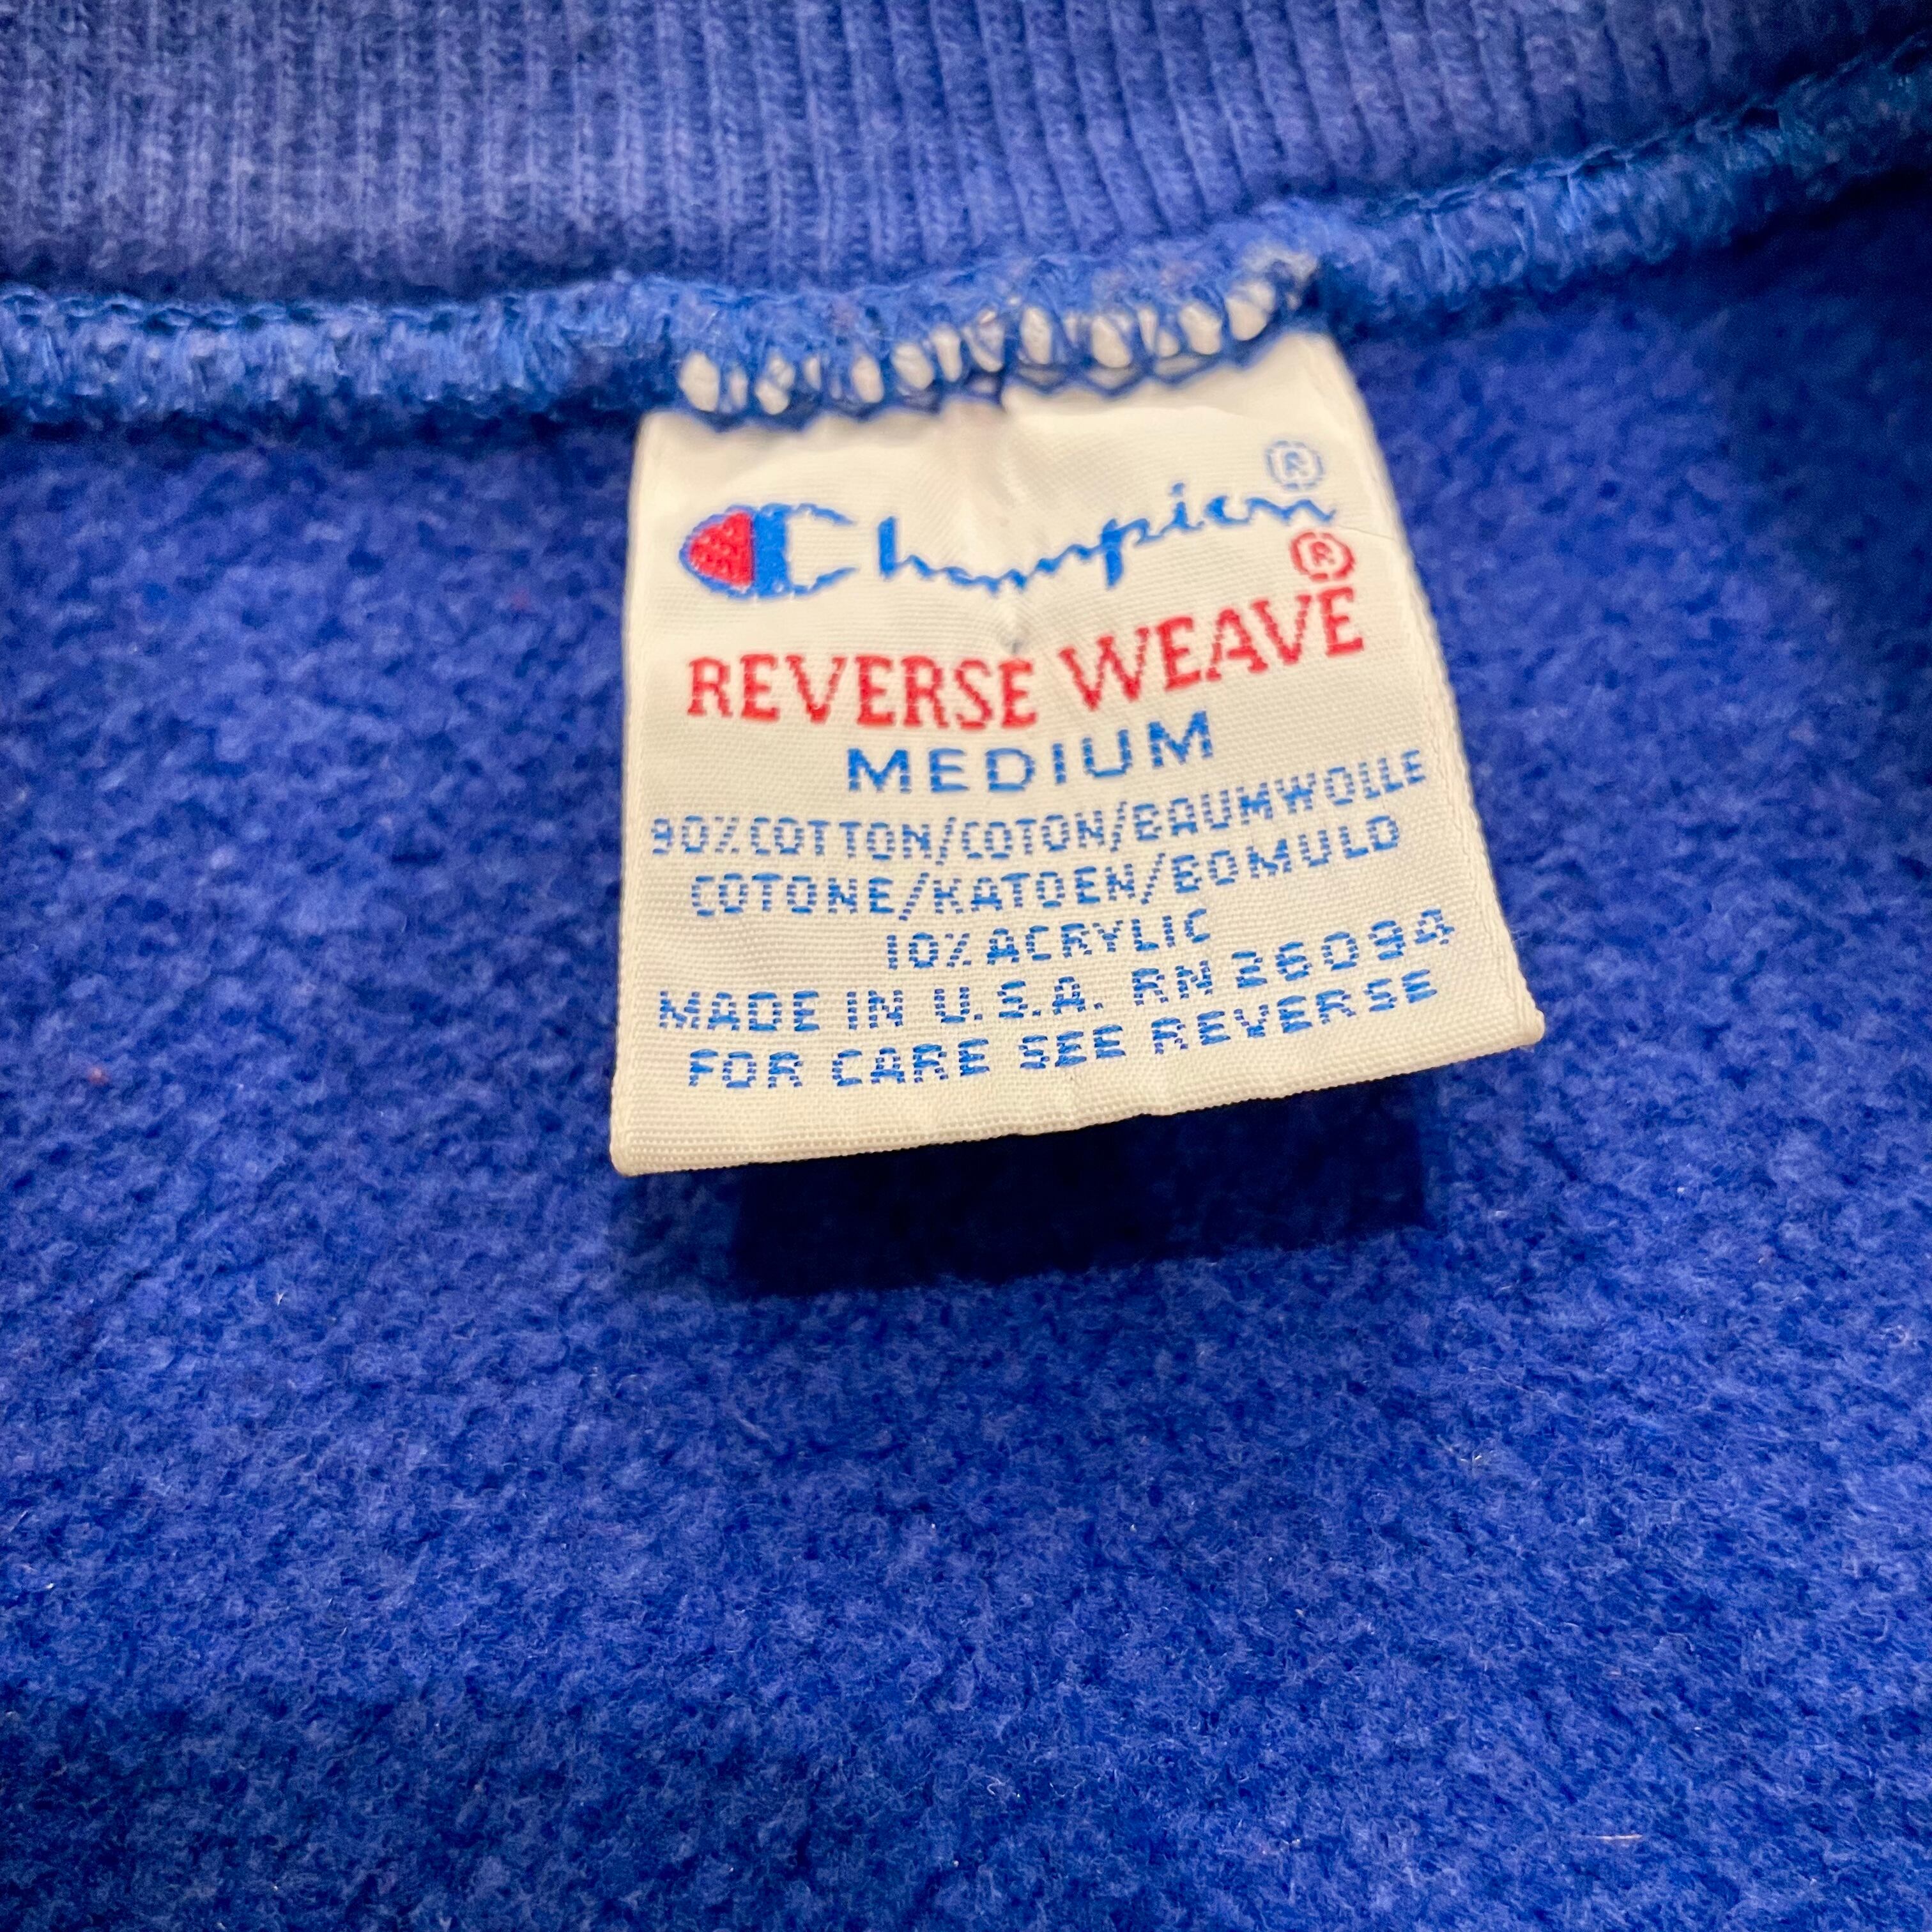 Champion®
REVERSE WEAVE®
MEDIUM
90% COTTON/COTON/BAUMWOLLE
COTONE/KATOEN/BOMULD
10% ACRYLIC
MADE IN U.S.A. RN 26094
FOR CARE SEE REVERSE